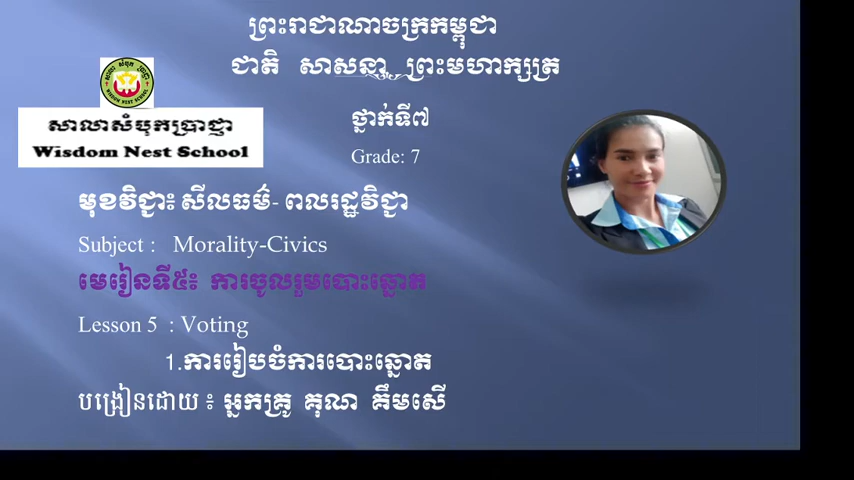 ព្រះរាជាណាចក្រកម្ពុជា
ជាតិ សាសនា ព្រះមហាក្សត្រ
សាលាសំបុកប្រាជ្ញា
Wisdom Nest School
ថ្នាក់ទី៧
Grade: 7
មុខវិជ្ជា៖ សីលធម៌- ពលរដ្ឋវិជ្ជា
Subject : Morality-Civics
មេរៀនទី៥៖ ការចូលរួមបោះឆ្នោត
Lesson 5 : Voting
1.ការរៀបចំការបោះឆ្នោត
បង្រៀនដោយ ៖ អ្នកគ្រូ គុណ គឹមសើ